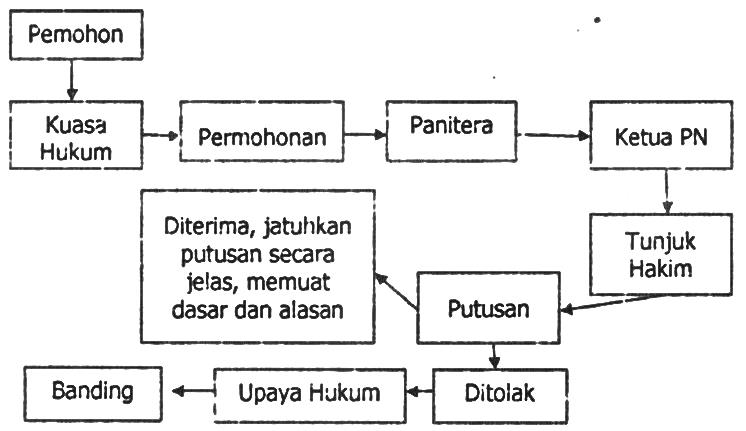 Pemohon
Kuasa
Hukum
Permohonan
Panitera
Ketua PN
Tunjuk
Hakim
Putusan
Diterima, jatuhkan
putusan secara
jelas, memuat
dasar dan alasan
Ditolak
Upaya Hukum
Banding